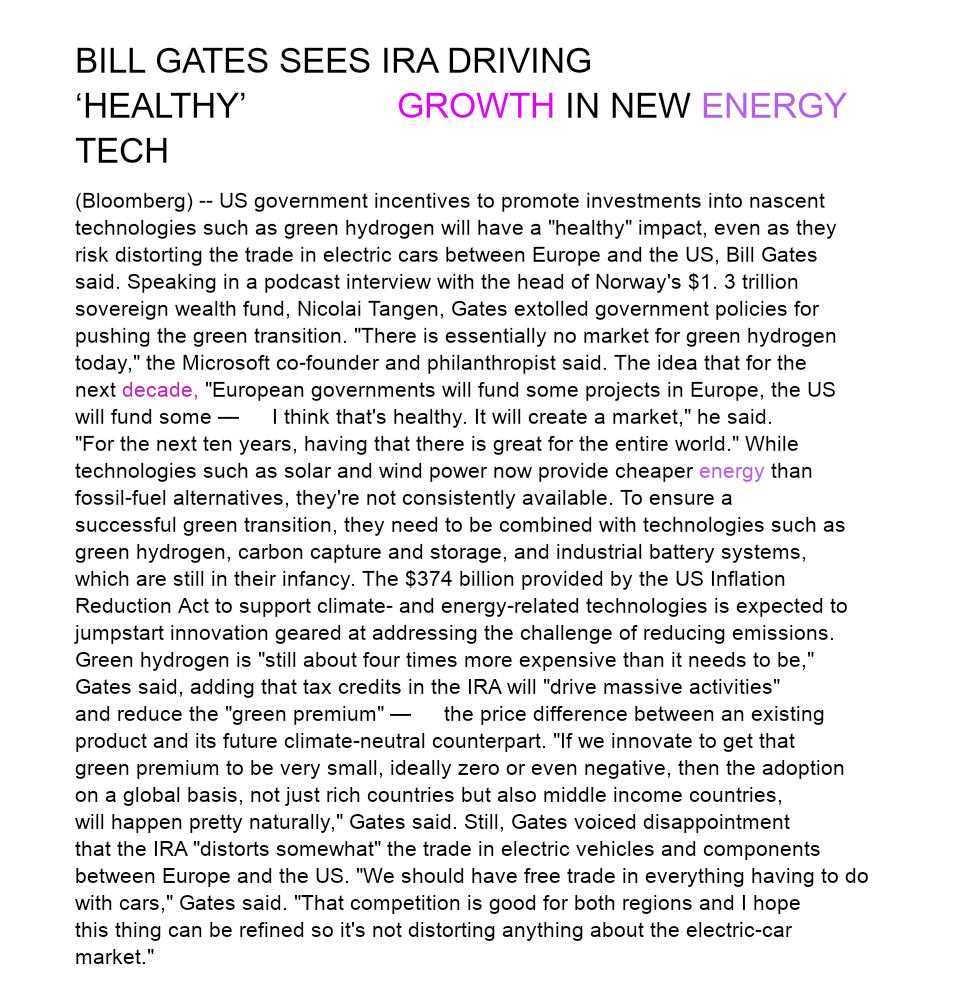 BILL GATES SEES IRA DRIVING
‘HEALTHY’ GROWTH IN NEW ENERGY
TECH
(Bloomberg) -- US government incentives to promote investments into nascent
technologies such as green hydrogen will have a "healthy" impact, even as they
risk distorting the trade in electric cars between Europe and the US, Bill Gates
said. Speaking in a podcast interview with the head of Norway's $1. 3 trillion
sovereign wealth fund, Nicolai Tangen, Gates extolled government policies for
pushing the green transition. "There is essentially no market for green hydrogen
today," the Microsoft co-founder and philanthropist said. The idea that for the
next decade, "European governments will fund some projects in Europe, the US
will fund some — I think that's healthy. It will create a market," he said.
"For the next ten years, having that there is great for the entire world." While
technologies such as solar and wind power now provide cheaper energy than
fossil-fuel alternatives, they're not consistently available. To ensure a
successful green transition, they need to be combined with technologies such as
green hydrogen, carbon capture and storage, and industrial battery systems,
which are still in their infancy. The $374 billion provided by the US Inflation
Reduction Act to support climate- and energy-related technologies is expected to
jumpstart innovation geared at addressing the challenge of reducing emissions.
Green hydrogen is "still about four times more expensive than it needs to be,"
Gates said, adding that tax credits in the IRA will "drive massive activities"
and reduce the "green premium" — the price difference between an existing
product and its future climate-neutral counterpart. "If we innovate to get that
green premium to be very small, ideally zero or even negative, then the adoption
on a global basis, not just rich countries but also middle income countries,
will happen pretty naturally," Gates said. Still, Gates voiced disappointment
that the IRA "distorts somewhat" the trade in electric vehicles and components
between Europe and the US. "We should have free trade in everything having to do
with cars," Gates said. "That competition is good for both regions and I hope
this thing can be refined so it's not distorting anything about the electric-car
market."